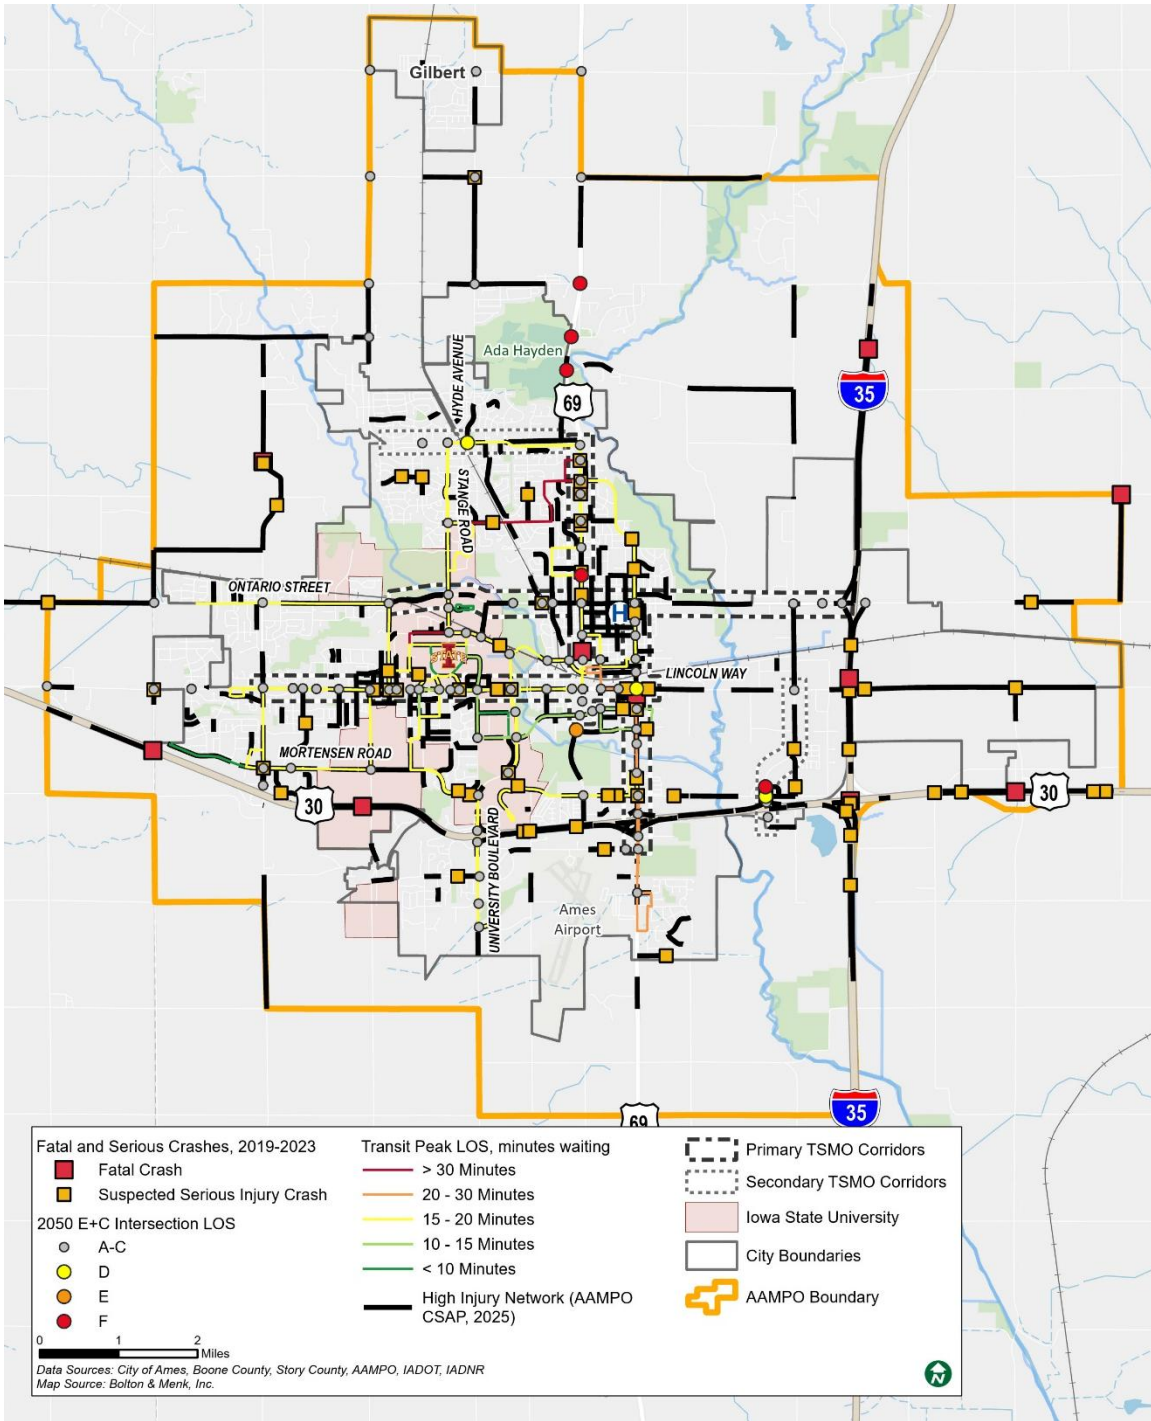 Gilbert
35
HYDE AVENUE
Ada Hayden
69
STANGE ROAD
ONTARIO STREET
H
STATE
LINCOLN WAY
MORTENSEN ROAD
30
30
UNIVERSITY BOULEVARD
Ames
Airport
69
35
Fatal and Serious Crashes, 2019-2023
Fatal Crash
Suspected Serious Injury Crash
2050 E+C Intersection LOS
A-C
D
E
F
0 1 2
Miles
Transit Peak LOS, minutes waiting
> 30 Minutes
20 - 30 Minutes
15 - 20 Minutes
10 - 15 Minutes
< 10 Minutes
High Injury Network (AAMPO
CSAP, 2025)
Primary TSMO Corridors
Secondary TSMO Corridors
Iowa State University
City Boundaries
AAMPO Boundary
Data Sources: City of Ames, Boone County, Story County, AAMPO, IADOT, IADNR
Map Source: Bolton & Menk, Inc.
N